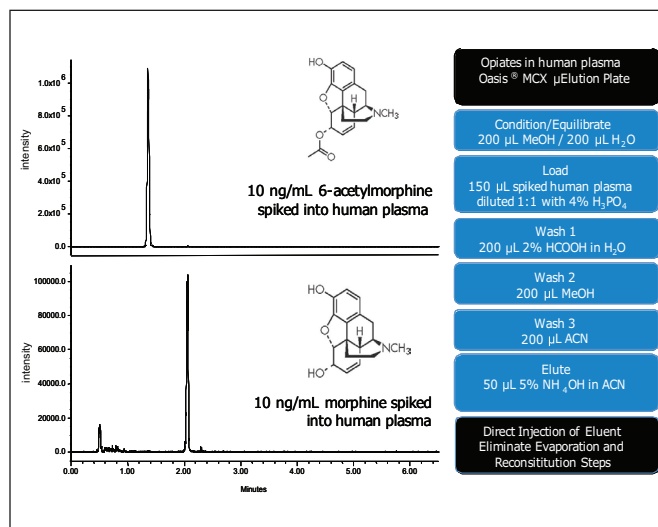 intensity
1.0x10 6
8.0x10 5
6.0x10 5
4.0x10 5
2.0x10 5
0.0
HO
O
H
N
CH3
O
O
10 ng/mL 6-acetylmorphine
spiked into human plasma
intensity
100000.0
80000.0
60000.0
40000.0
20000.0
0.0
HO
O
H
N
CH3
HO
10 ng/mL morphine spiked
into human plasma
0.00 1.00 2.00 3.00 4.00 5.00 6.00
Minutes
Opiates in human plasma
Oasis® MCX µElution Plate
Condition/Equilibrate
200 µL MeOH / 200 µL H2O
Load
150 µL spiked human plasma
diluted 1:1 with 4% H3PO4
Wash 1
200 µL 2% HCOOH in H2O
Wash 2
200 µL MeOH
Wash 3
200 µL ACN
Elute
50 µL 5% NH4OH in ACN
Direct Injection of Eluent
Eliminate Evaporation and
Reconsititution Steps